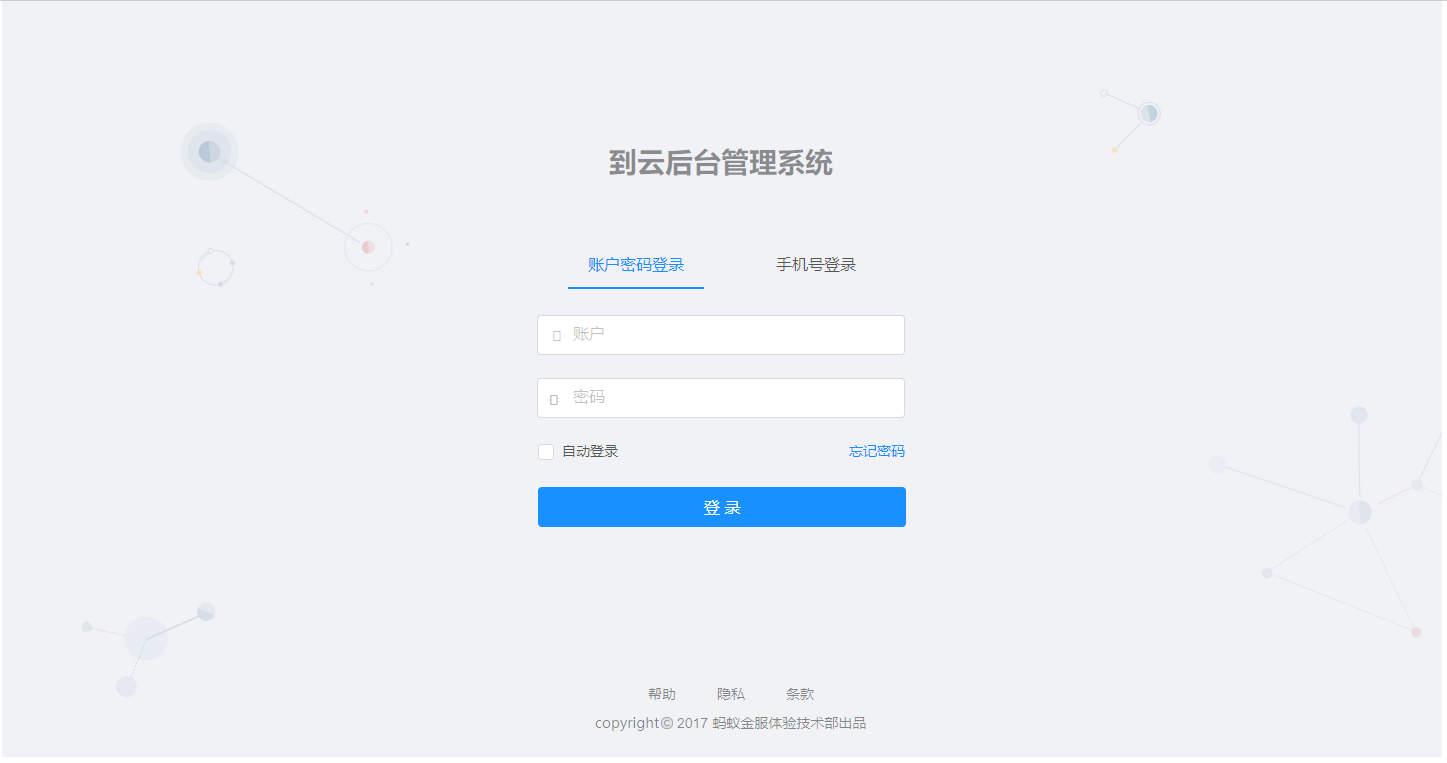 到云后台管理系统
账户密码登录 手机号登录
账户
密码
自动登录 忘记密码
登 录
帮助 隐私 条款
copyright© 2017 蚂蚁金服体验技术部出品